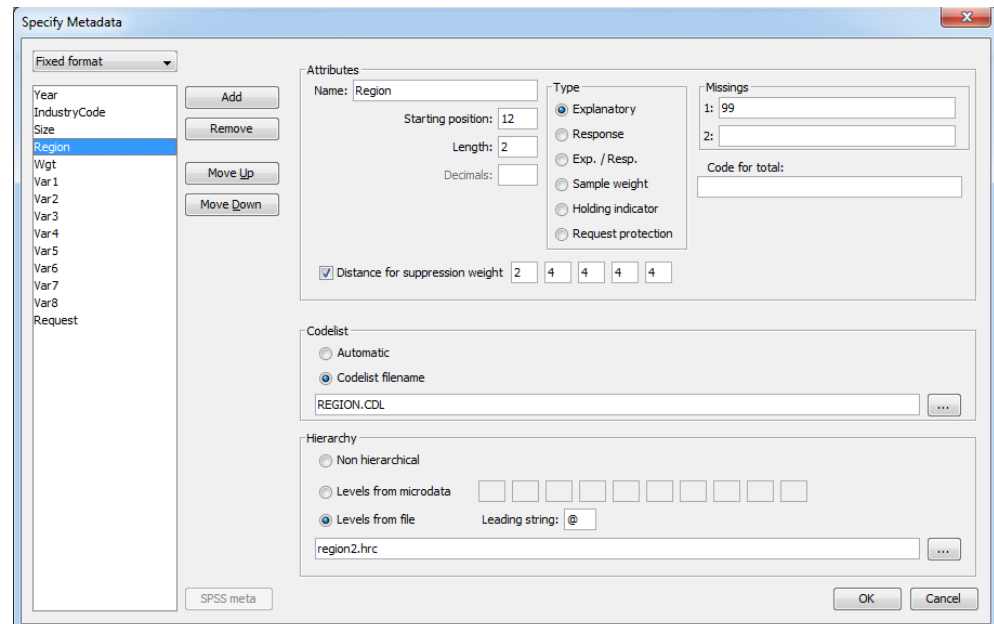 Specify Metadata
Fixed format
Year
IndustryCode
Size
Region
Wgt
Var1
Var2
Var3
Var4
Var5
Var6
Var7
Var8
Request
Add
Remove
Move Up
Move Down
SPSS meta
Attributes
Name: Region
Starting position: 12
Length: 2
Decimals:
Type
Explanatory
Response
Exp. / Resp.
Sample weight
Holding indicator
Request protection
Missings
1: 99
2:
Code for total:
Distance for suppression weight 2 4 4 4 4
Codelist
Automatic
Codelist filename
REGION.CDL
...
Hierarchy
Non hierarchical
Levels from microdata
Levels from file Leading string: @
region2.hrc
...
OK Cancel